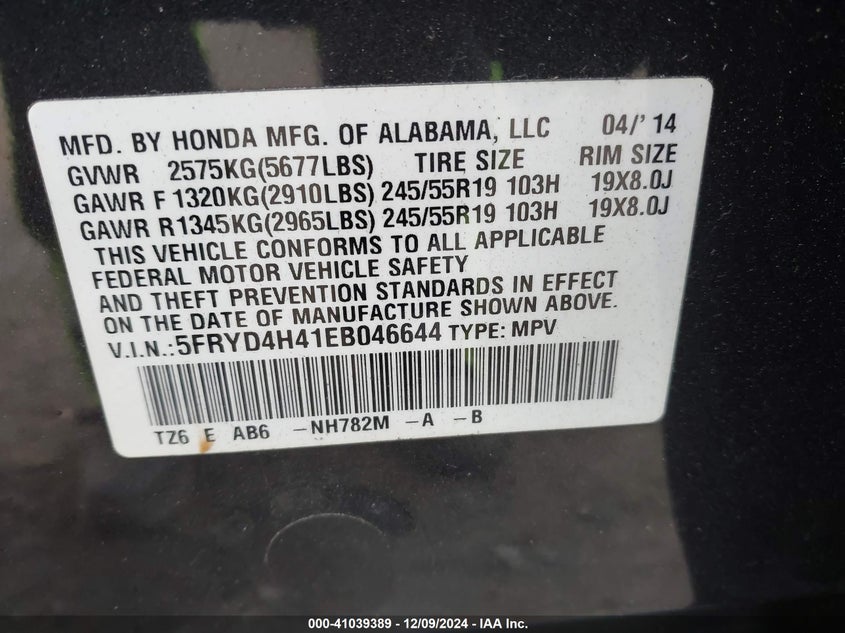 MFD. BY HONDA MFG. OF ALABAMA, LLC 04/'14
GVWR 2575KG(5677LBS) TIRE SIZE RIM SIZE
GAWR F 1320KG(2910LBS) 245/55R19 103H 19X8.0J
GAWR R1345KG(2965LBS) 245/55R19 103H 19X8.0J
THIS VEHICLE CONFORMS TO ALL APPLICABLE
FEDERAL MOTOR VEHICLE SAFETY
AND THEFT PREVENTION STANDARDS IN EFFECT
ON THE DATE OF MANUFACTURE SHOWN ABOVE.
V.I.N.:5FRYD4H41EB046644 TYPE: MPV
TZ6 E AB6 -NH782M -A -B
000-41039389 - 12/09/2024 - IAA Inc.